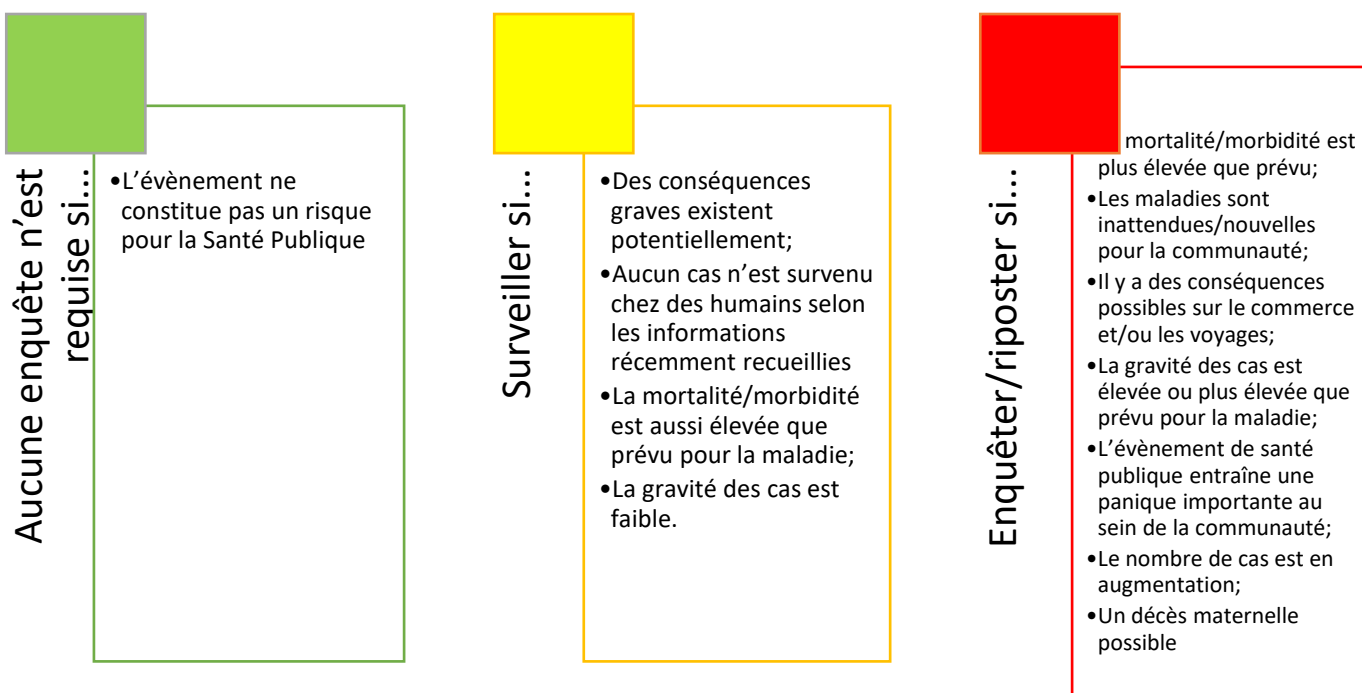 Aucune enquête n’est
requise si...
•L’évènement ne
constitue pas un risque
pour la Santé Publique
Surveiller si...
•Des conséquences
graves existent
potentiellement;
•Aucun cas n’est survenu
chez des humains selon
les informations
récemment recueillies
•La mortalité/morbidité
est aussi élevée que
prévu pour la maladie;
•La gravité des cas est
faible.
Enquêter/riposter si...
mortalité/morbidité est
plus élevée que prévu;
•Les maladies sont
inattendues/nouvelles
pour la communauté;
•Il y a des conséquences
possibles sur le commerce
et/ou les voyages;
•La gravité des cas est
élevée ou plus élevée que
prévu pour la maladie;
•L’évènement de santé
publique entraîne une
panique importante au
sein de la communauté;
•Le nombre de cas est en
augmentation;
•Un décès maternelle
possible